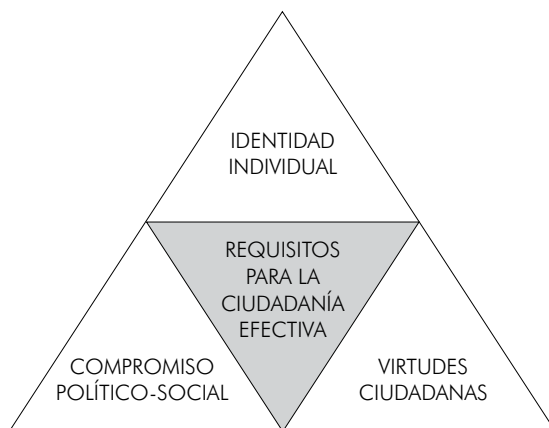 IDENTIDAD
INDIVIDUAL
REQUISITOS
PARA LA
CIUDADANÍA
EFECTIVA
COMPROMISO
POLÍTICO-SOCIAL
VIRTUDES
CIUDADANAS